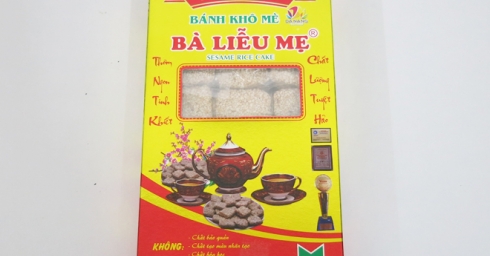 BÁNH KHÔ MÈ
BÀ LIỄU MẸ®
SESAME RICE CAKE
Thơm
Ngon
Tinh
Khiết
Chất
Lượng
Tuyệt
Hảo
KHÔNG:
- Chất bảo quản
- Chất tạo màu nhân tạo